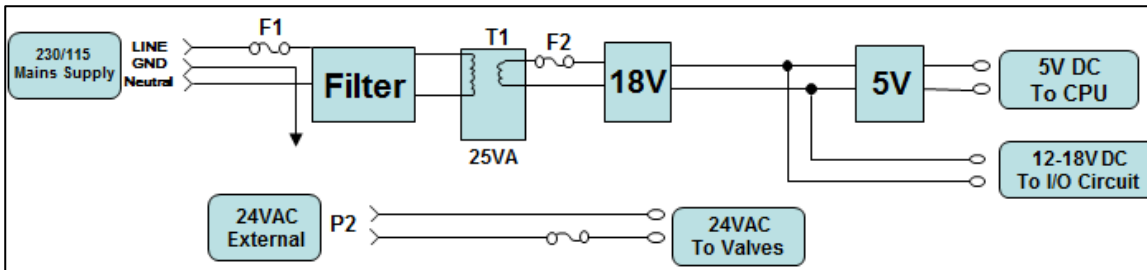 230/115
Mains Supply
LINE
GND
Neutral
F1
Filter
T1
25VA
F2
18V
5V
5V DC
To CPU
12-18V DC
To I/O Circuit
24VAC
External
P2
24VAC
To Valves